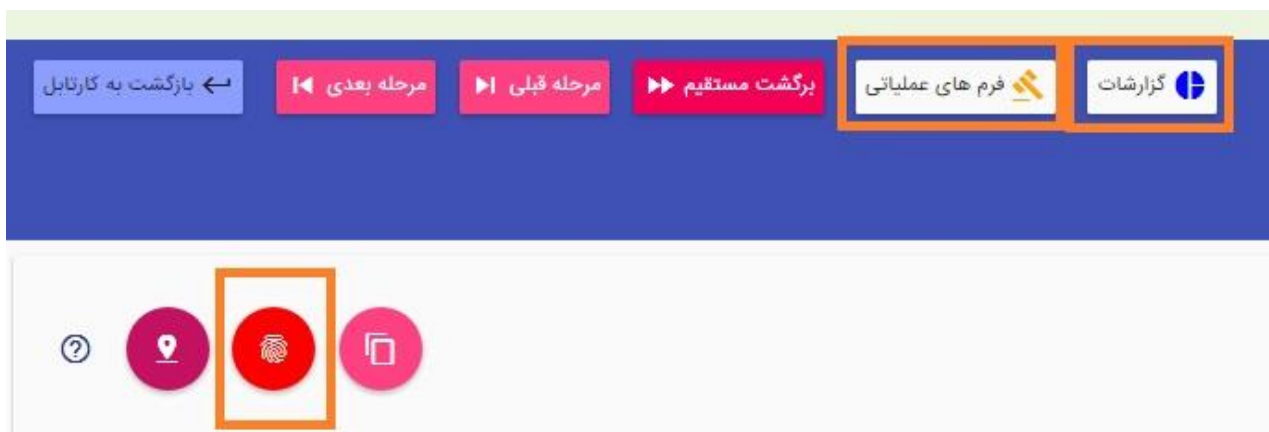 گزارشات
فرم های عملیاتی
برگشت مستقیم
مرحله قبلی
مرحله بعدی
بازگشت به کارتابل